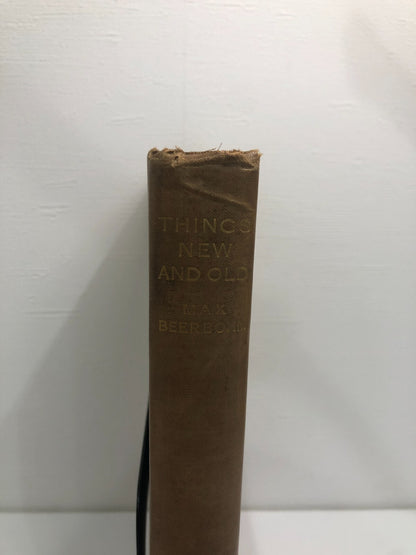 THINGS
NEW
AND OLD
MAX
BEERBOHM